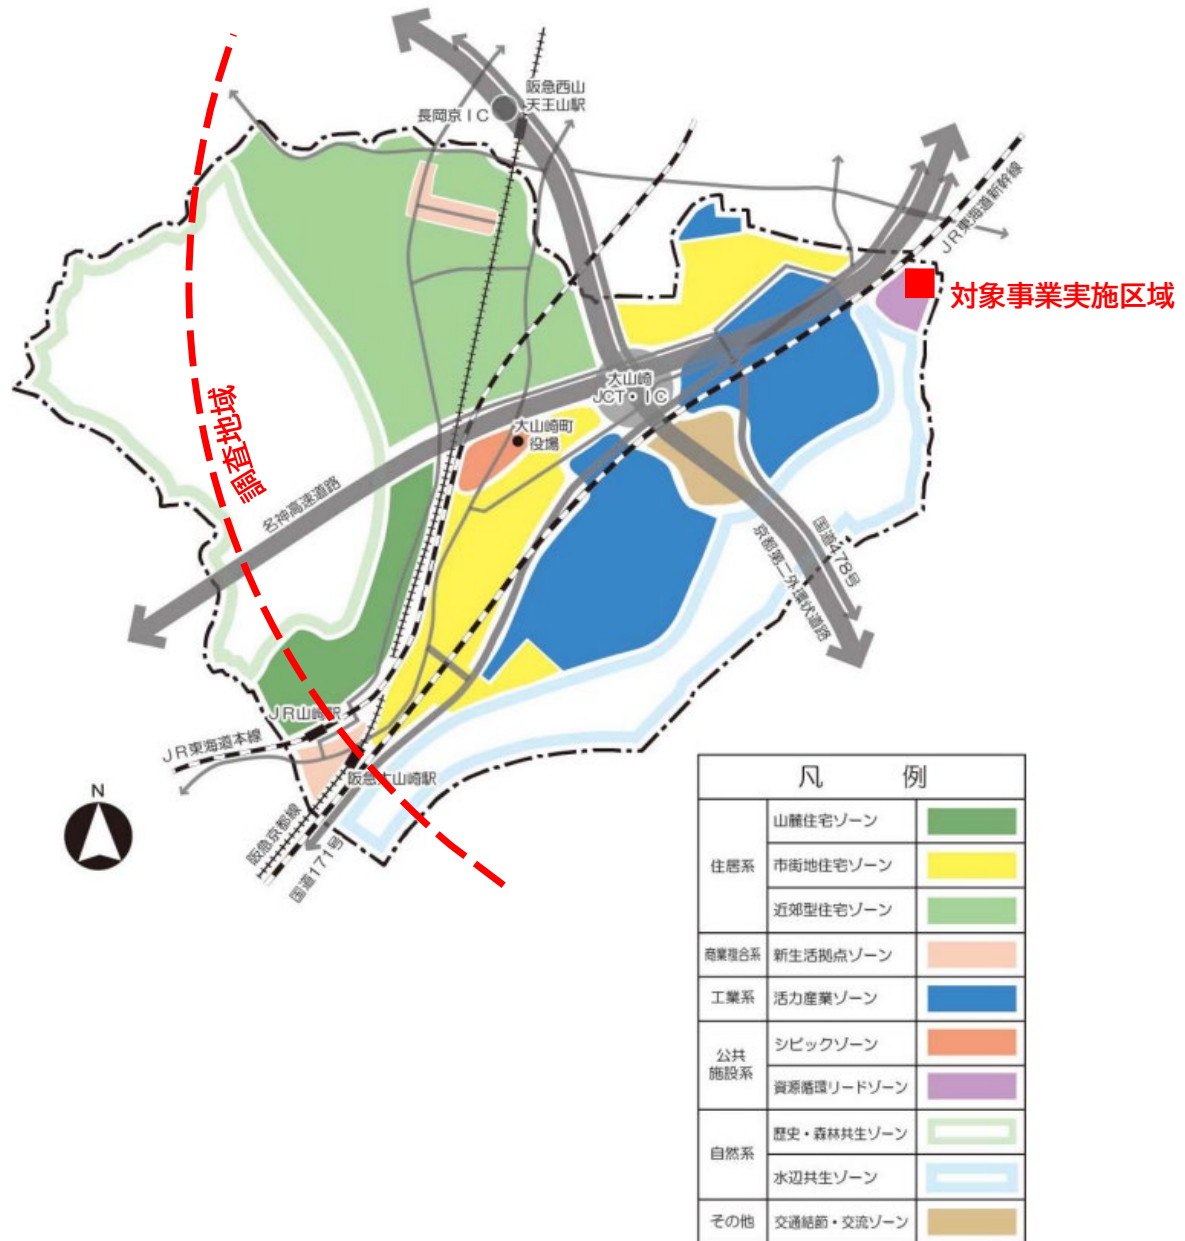 阪急西山
天王山駅
長岡京IC
JR東海道新幹線
対象事業実施区域
大山崎
JCT・IC
大山崎町
役場
調査地域
名神高速道路
国道478号
京都第二外環状道路
JR山崎駅
JR東海道本線
阪急大山崎駅
N
阪急京都線
国道171号
凡例
住居系
山麓住宅ゾーン
市街地住宅ゾーン
近郊型住宅ゾーン
商業複合系
新生活拠点ゾーン
工業系
活力産業ゾーン
公共
施設系
シビックゾーン
資源循環リードゾーン
自然系
歴史・森林共生ゾーン
水辺共生ゾーン
その他
交通結節・交流ゾーン